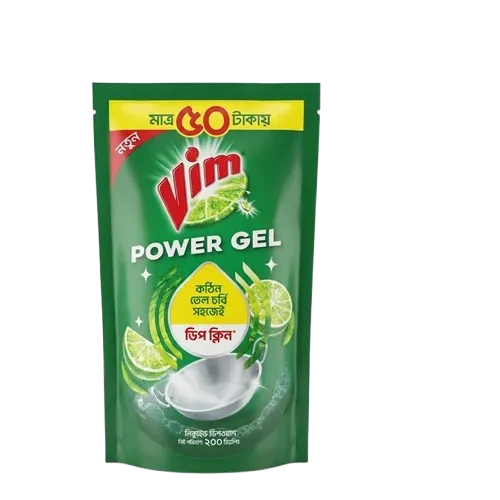 মাত্র ৫০ টাকায়
নতুন
Vim
POWER GEL
কঠিন
তেল চর্বি
সহজেই
ডিপ ক্লিন*
লিকুইড ডিশওয়াশ
নিট পরিমাণ: ২০০ মিঃলিঃ